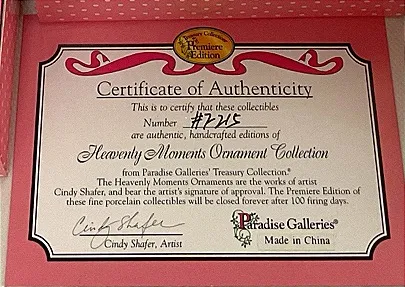 Treasury Collection®
Premiere
Edition
Certificate of Authenticity
This is to certify that these collectibles
Number #2215
are authentic, handcrafted editions of
Heavenly Moments Ornament Collection
from Paradise Galleries' Treasury Collection.®
The Heavenly Moments Ornaments are the works of artist
Cindy Shafer, and bear the artist's signature of approval. The Premiere Edition of
these fine porcelain collectibles will be closed forever after 100 firing days.
Cindy Shafer
Cindy Shafer, Artist
Paradise Galleries®
Made in China